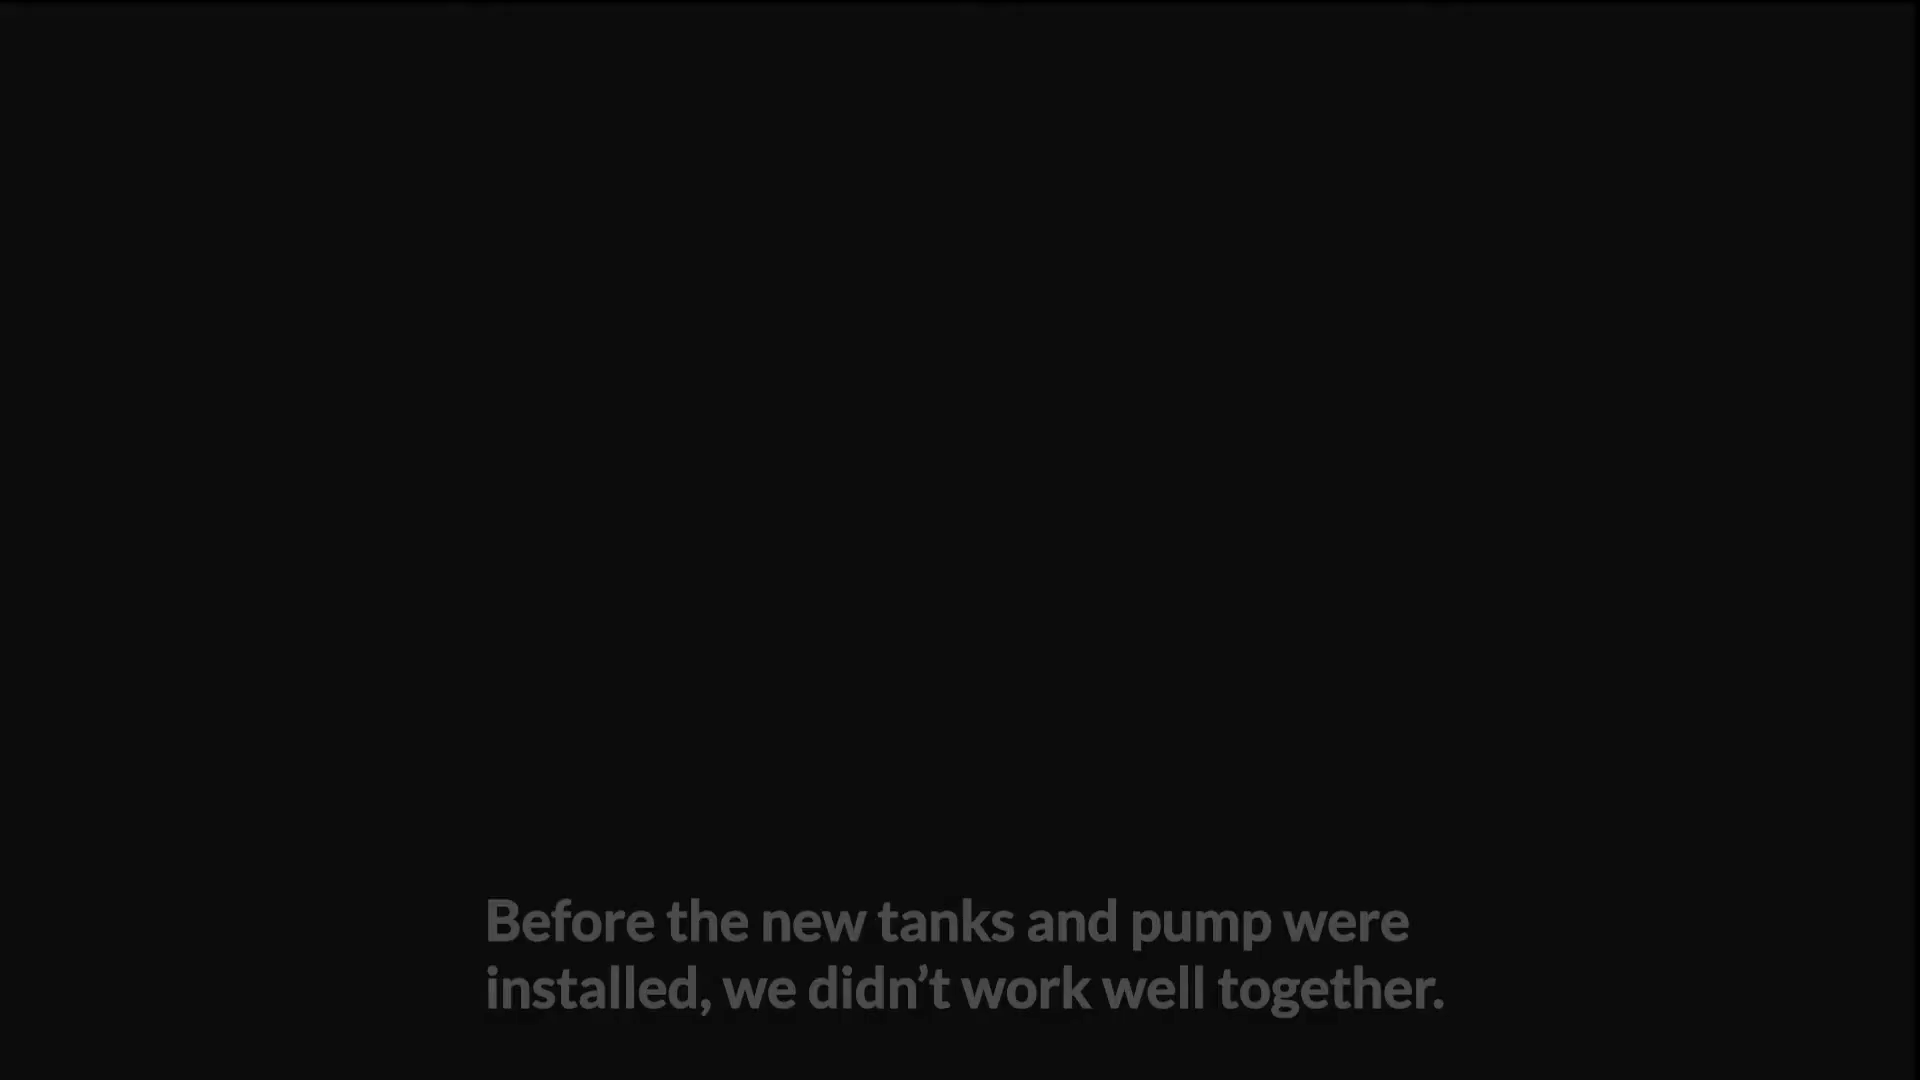 Before the new tanks and pump were
installed, we didn’t work well together.